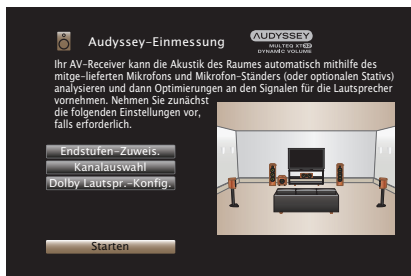 Audyssey-Einmessung
AUDYSSEY
MULTEQ XT32
DYNAMIC VOLUME
Ihr AV-Receiver kann die Akustik des Raumes automatisch mithilfe des
mitge-lieferten Mikrofons und Mikrofon-Ständers (oder optionalen Stativs)
analysieren und dann Optimierungen an den Signalen für die Lautsprecher
vornehmen. Nehmen Sie zunächst
die folgenden Einstellungen vor,
falls erforderlich.
Endstufen-Zuweis.
Kanalauswahl
Dolby Lautspr.-Konfig.
Starten